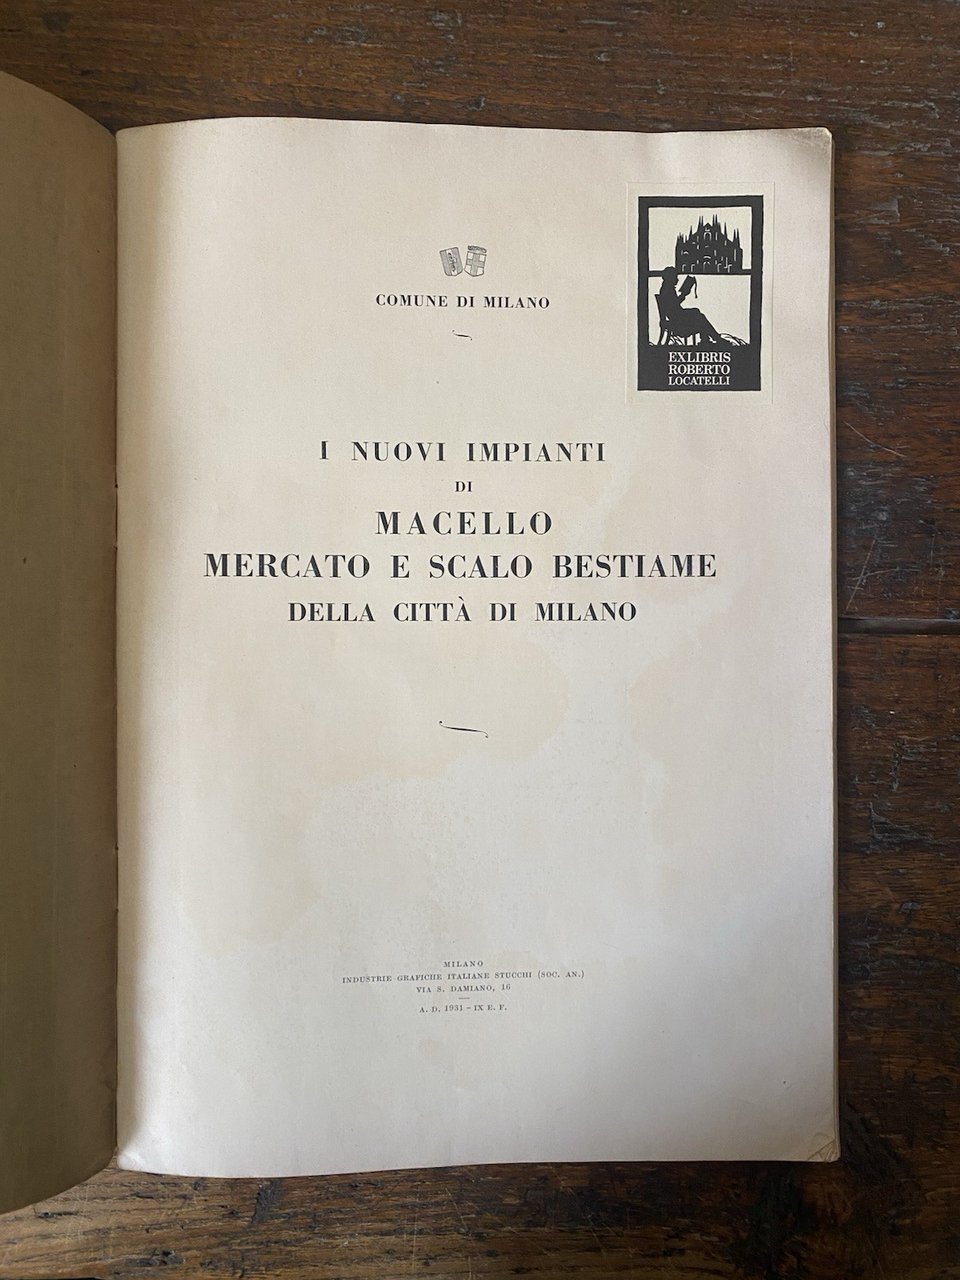 COMUNE DI MILANO
EXLIBRIS
ROBERTO
LOCATELLI
I NUOVI IMPIANTI
DI
MACELLO
MERCATO E SCALO BESTIAME
DELLA CITTÀ DI MILANO
MILANO
INDUSTRIE GRAFICHE ITALIANE STUCCHI (SOC. AN.)
VIA S. DAMIANO, 16
A. D. 1931 - IX E. F.